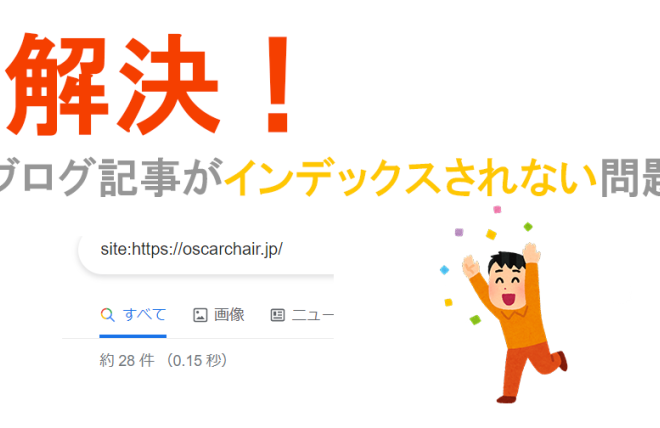 解決！
ブログ記事がインデックスされない問題
site:https://oscarchair.jp/
すべて 画像 ニュー
約 28 件 （0.15 秒）